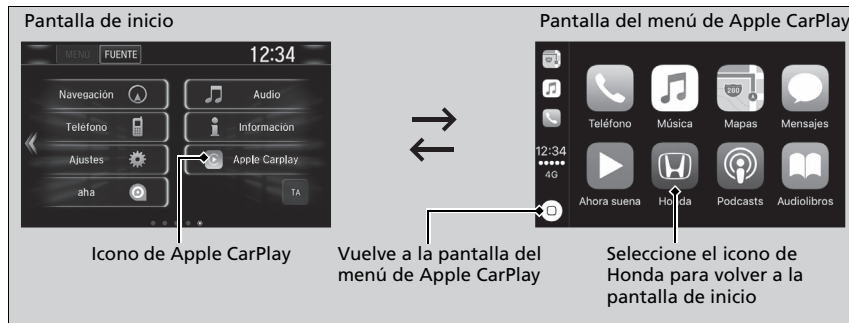 Pantalla de inicio
Pantalla del menú de Apple CarPlay
MENÚ
FUENTE
12:34
Navegación
Audio
Teléfono
Información
Ajustes
Apple Carplay
aha
TA
12:34
4G
280
Teléfono
Música
Mapas
Mensajes
Ahora suena
Honda
Podcasts
Audiolibros
Icono de Apple CarPlay
Vuelve a la pantalla del
menú de Apple CarPlay
Seleccione el icono de
Honda para volver a la
pantalla de inicio